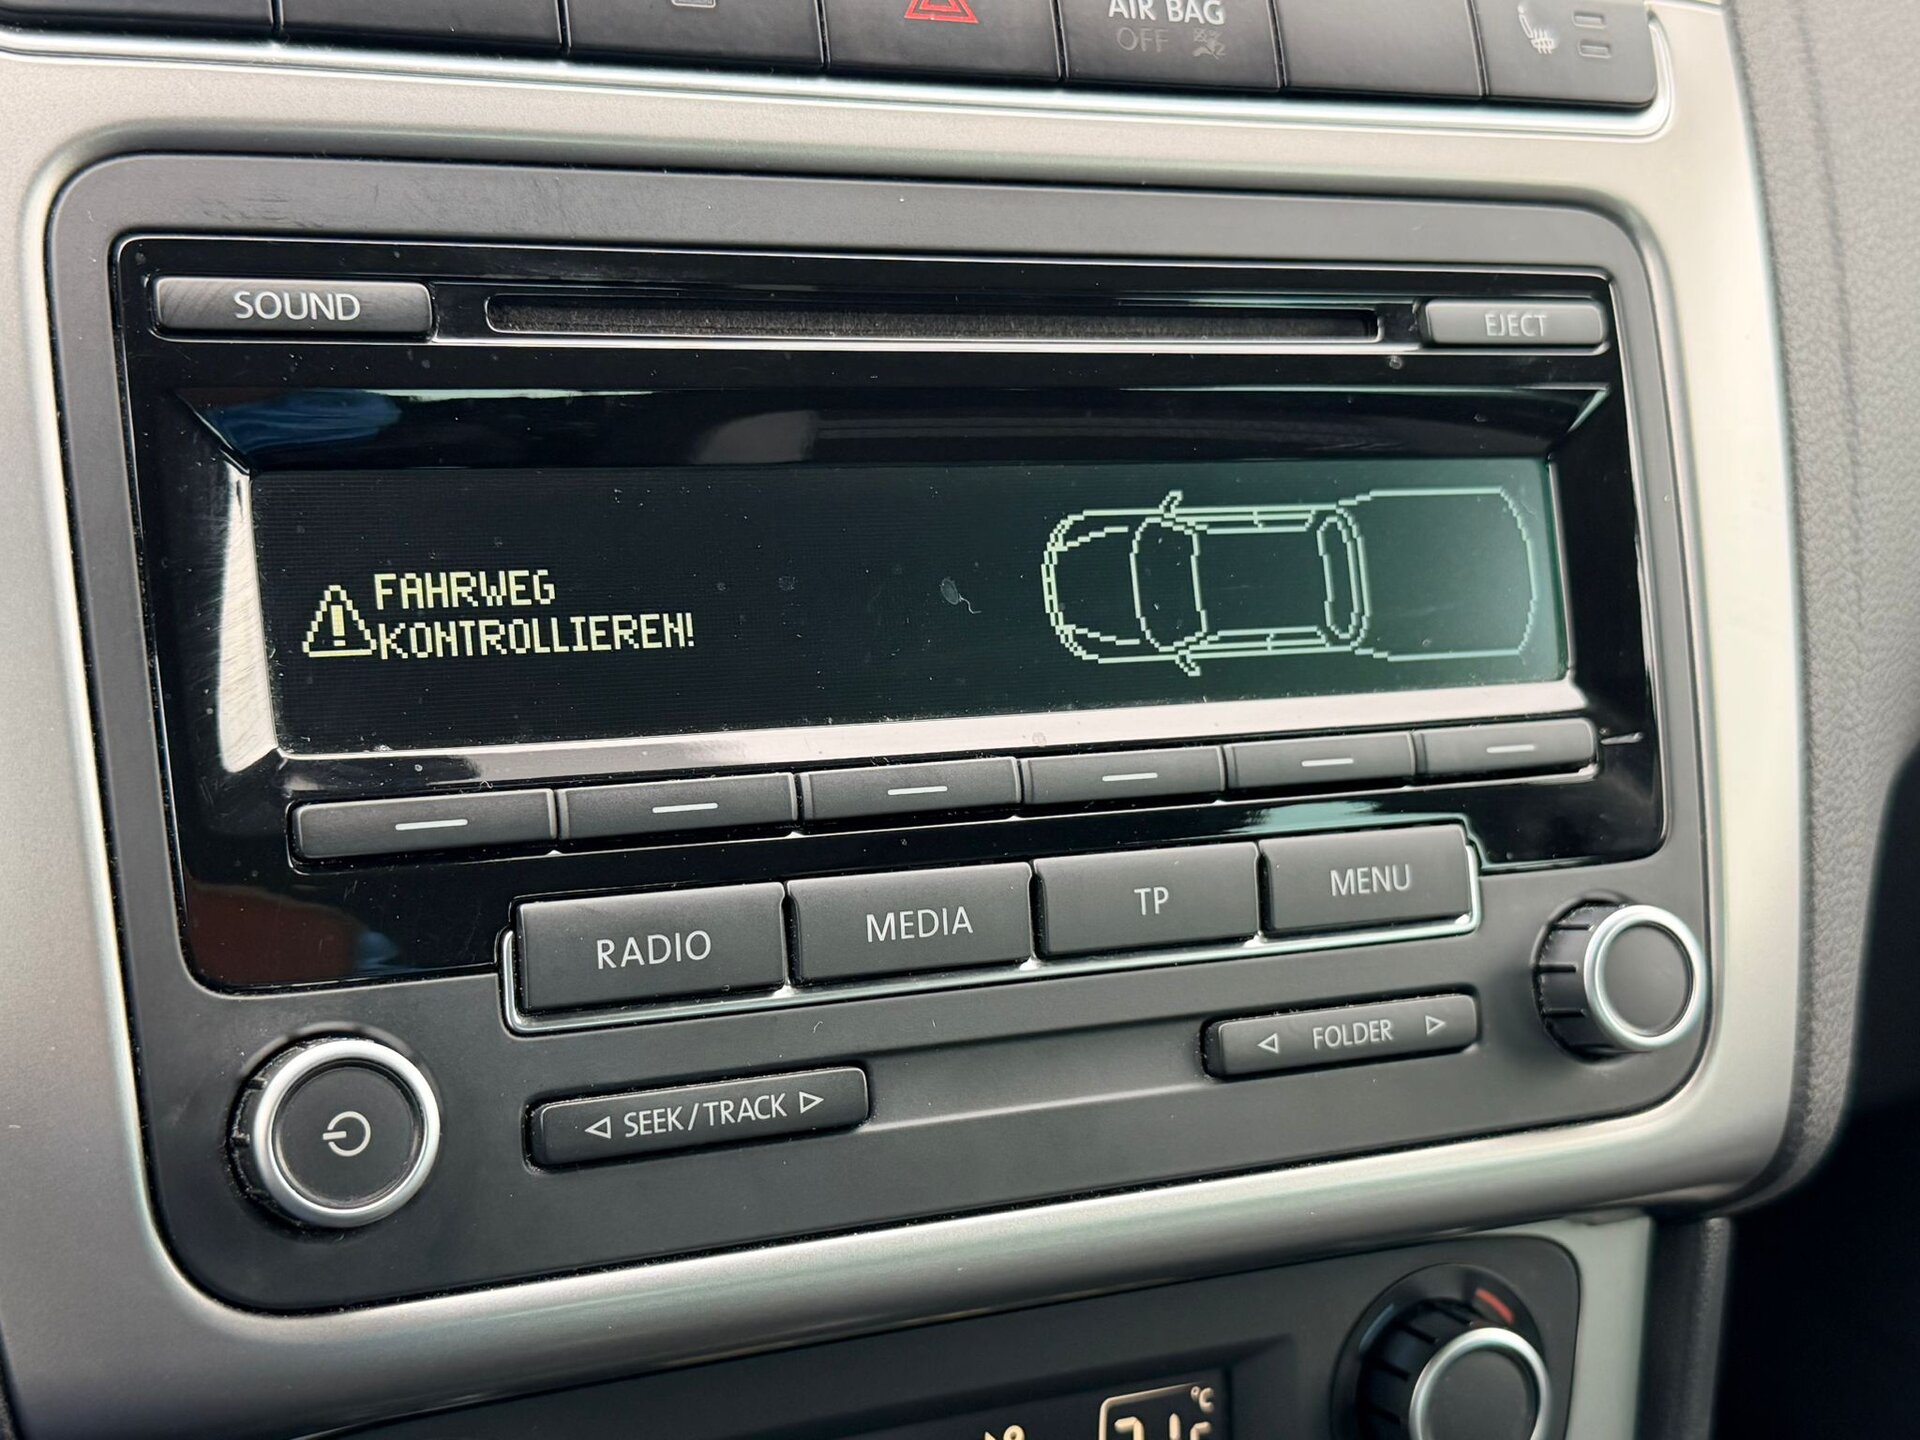 AIR BAG
OFF
SOUND
EJECT
FAHRWEG
KONTROLLIEREN!
RADIO
MEDIA
TP
MENU
FOLDER
SEEK/TRACK
°C